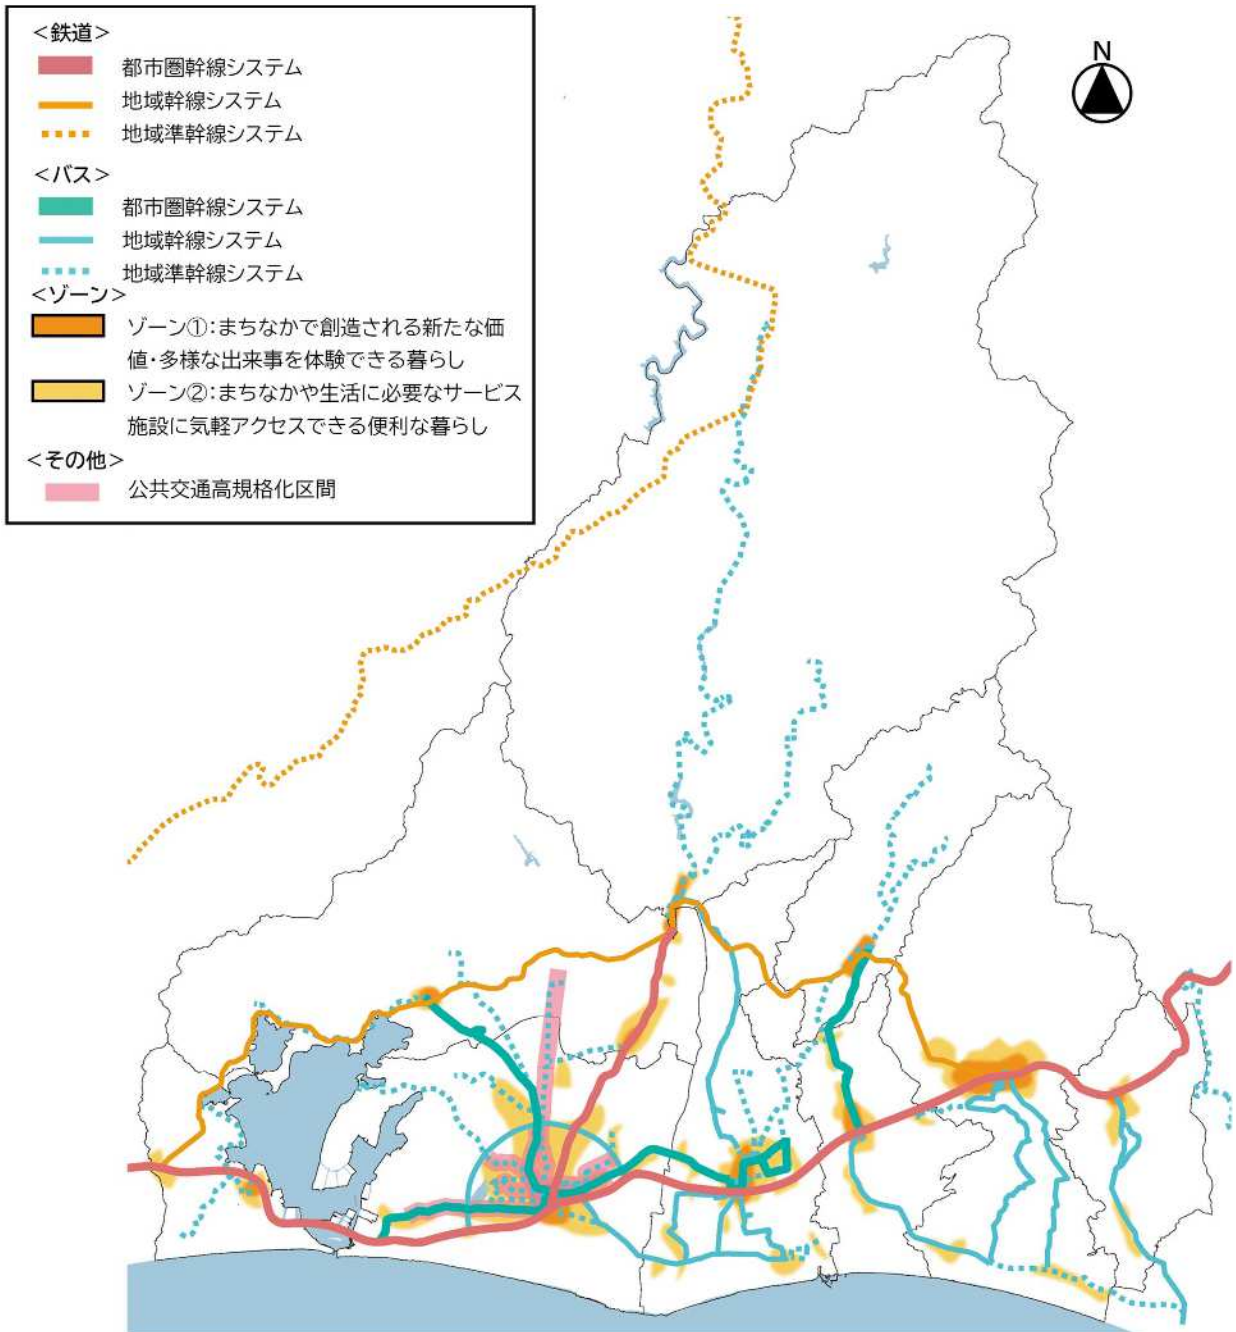 <鉄道>
都市圏幹線システム
地域幹線システム
地域準幹線システム
<バス>
都市圏幹線システム
地域幹線システム
地域準幹線システム
<ゾーン>
ゾーン①:まちなかで創造される新たな価
値・多様な出来事を体験できる暮らし
ゾーン②:まちなかや生活に必要なサービス
施設に気軽アクセスできる便利な暮らし
<その他>
公共交通高規格化区間
N